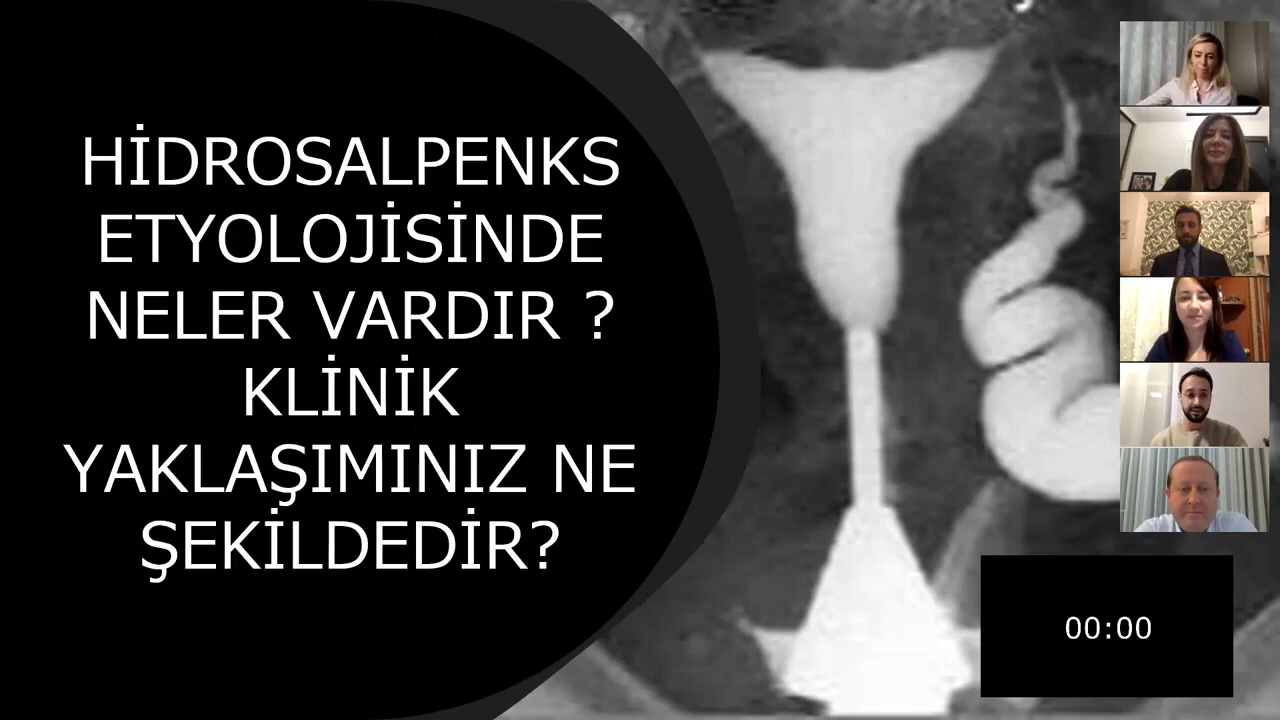 HİDROSALPENKS
ETYOLOJİSİNDE
NELER VARDIR ?
KLİNİK
YAKLAŞIMINIZ NE
ŞEKİLDEDİR?
00:00